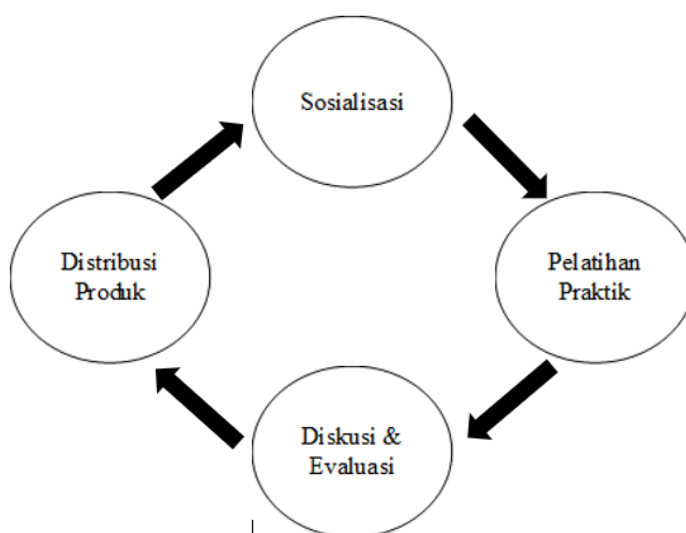 Sosialisasi
Pelatihan
Praktik
Diskusi &
Evaluasi
Distribusi
Produk